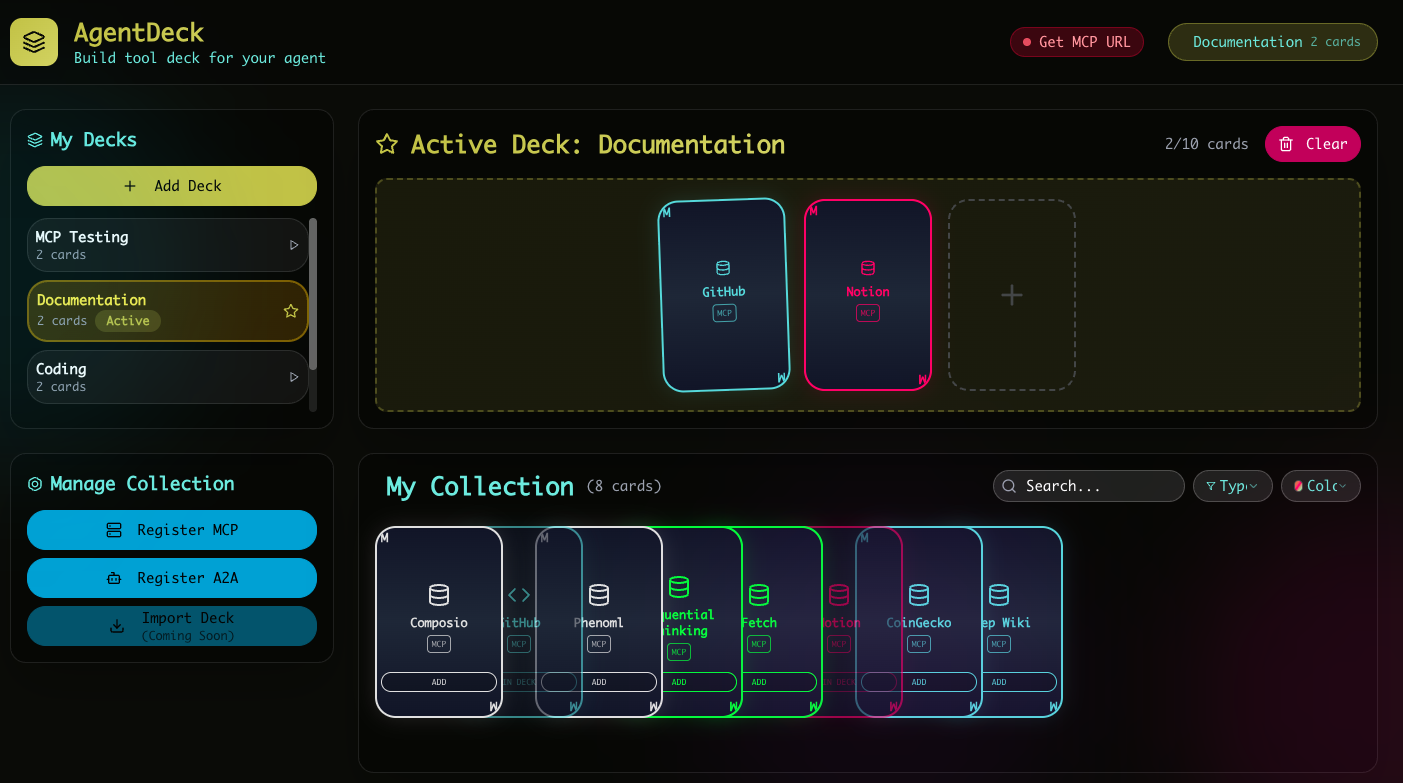 AgentDeck
Build tool deck for your agent
Get MCP URL
Documentation 2 cards
My Decks
+ Add Deck
MCP Testing
2 cards
Documentation
2 cards Active
Coding
2 cards
Active Deck: Documentation
2/10 cards
Clear
M
GitHub
MCP
M
M
Notion
MCP
M
Manage Collection
Register MCP
Register A2A
Import Deck
(Coming Soon)
My Collection (8 cards)
Search...
Typ
Colo
M
Composio
MCP
ADD
M
itHub
MCP
IN DECK
M
M
Phenoml
MCP
ADD
M
quential
inking
MCP
ADD
M
Fetch
MCP
ADD
M
otion
MCP
IN DECK
M
M
CoinGecko
MCP
ADD
M
ep Wiki
MCP
ADD
M